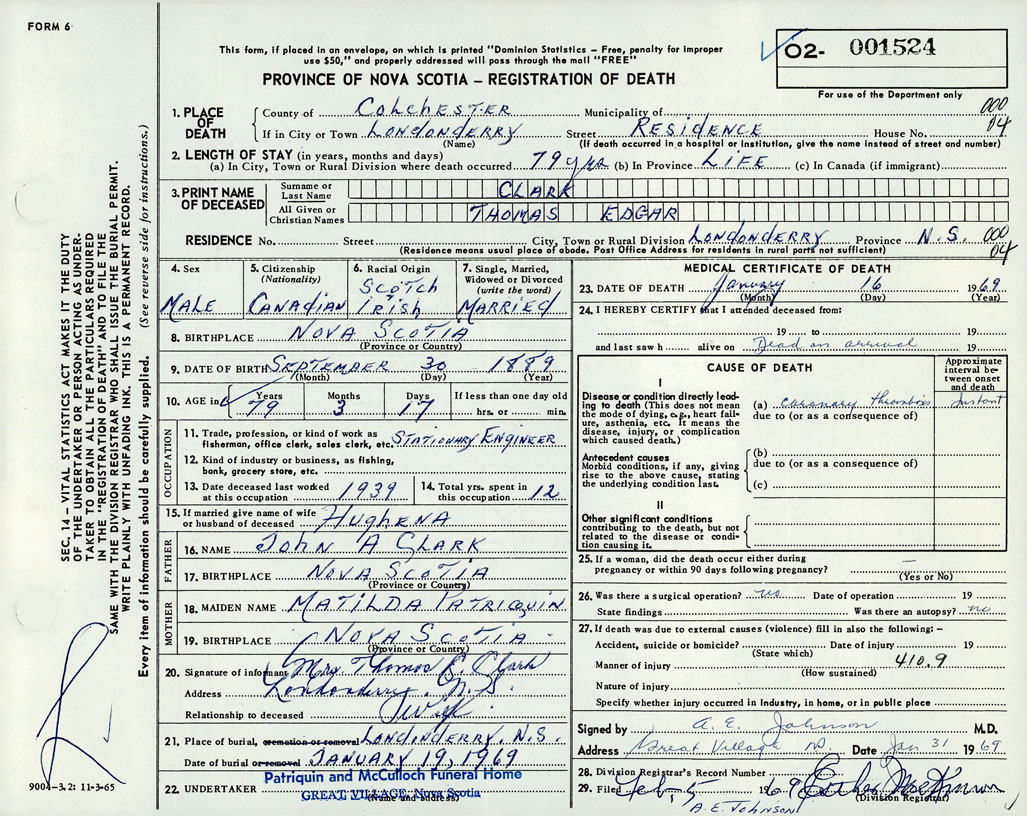 FORM 6
This form, if placed in an envelope, on which is printed "Dominion Statistics – Free, penalty for improper
use $50," and properly addressed will pass through the mail "FREE"
02- 001524
For use of the Department only
PROVINCE OF NOVA SCOTIA – REGISTRATION OF DEATH
SEC. 14 – VITAL STATISTICS ACT MAKES IT THE DUTY
OF THE UNDERTAKER OR PERSON ACTING AS UNDER-
TAKER TO OBTAIN ALL THE PARTICULARS REQUIRED
IN THE "REGISTRATION OF DEATH" AND TO FILE THE
SAME WITH THE DIVISION REGISTRAR WHO SHALL ISSUE THE BURIAL PERMIT.
WRITE PLAINLY WITH UNFADING INK. THIS IS A PERMANENT RECORD.
Every item of information should be carefully supplied. (See reverse side for instructions.)
1. PLACE OF DEATH County of COLCHESTER Municipality of 000
If in City or Town LONDONDERRY Street RESIDENCE House No. 04
(Name) (If death occurred in a hospital or institution, give the name instead of street and number)
2. LENGTH OF STAY (in years, months and days)
(a) In City, Town or Rural Division where death occurred 79 yrs (b) In Province LIFE (c) In Canada (if immigrant)
3. PRINT NAME OF DECEASED Surname or Last Name CLARK
All Given or Christian Names THOMAS EDGAR
RESIDENCE No. Street City, Town or Rural Division LONDONDERRY Province N.S. 000
(Residence means usual place of abode. Post Office Address for residents in rural parts not sufficient) 04
4. Sex MALE
5. Citizenship (Nationality) CANADIAN
6. Racial Origin SCOTCH IRISH
7. Single, Married, Widowed or Divorced (write the word) MARRIED
8. BIRTHPLACE NOVA SCOTIA
(Province or Country)
9. DATE OF BIRTH SEPTEMBER 30 1889
(Month) (Day) (Year)
10. AGE in Years 79 Months 3 Days 17 If less than one day old hrs. or min.
OCCUPATION
11. Trade, profession, or kind of work as
fisherman, office clerk, sales clerk, etc. STATIONARY ENGINEER
12. Kind of industry or business, as fishing,
bank, grocery store, etc.
13. Date deceased last worked at this occupation 1939
14. Total yrs. spent in this occupation 12
15. If married give name of wife or husband of deceased HUGHENA
FATHER
16. NAME JOHN A CLARK
17. BIRTHPLACE NOVA SCOTIA
(Province or Country)
MOTHER
18. MAIDEN NAME MATILDA PATRIQUIN
19. BIRTHPLACE NOVA SCOTIA
(Province or Country)
20. Signature of informant Mrs. Thomas E. Clark
Address Londonderry. N.S.
Relationship to deceased Wife
21. Place of burial, cremation or removal LONDONDERRY, N.S.
Date of burial or removal JANUARY 19, 1969
22. UNDERTAKER Patriquin and McCulloch Funeral Home
GREAT VILLAGE, Nova Scotia
(Name and address)
9004-3.2: 11-3-65
MEDICAL CERTIFICATE OF DEATH
23. DATE OF DEATH January 16 1969
(Month) (Day) (Year)
24. I HEREBY CERTIFY that I attended deceased from:
19 to 19
and last saw h alive on Dead on arrival 19
CAUSE OF DEATH
Approximate interval between onset and death
I
Disease or condition directly lead-
ing to death (This does not mean
the mode of dying, e.g., heart fail-
ure, asthenia, etc. It means the
disease, injury, or complication
which caused death.)
(a) coronary thrombosis Instant
due to (or as a consequence of)
Antecedent causes
Morbid conditions, if any, giving
rise to the above cause, stating
the underlying condition last.
(b)
due to (or as a consequence of)
(c)
II
Other significant conditions
contributing to the death, but not
related to the disease or condi-
tion causing it.
25. If a woman, did the death occur either during
pregnancy or within 90 days following pregnancy? –
(Yes or No)
26. Was there a surgical operation? no Date of operation 19
State findings Was there an autopsy? no
27. If death was due to external causes (violence) fill in also the following: –
Accident, suicide or homicide? Date of injury 19
(State which)
Manner of injury 410.9
(How sustained)
Nature of injury
Specify whether injury occurred in industry, in home, or in public place
Signed by A. E. Johnson M.D.
Address Great Village NS. Date Jan 31 1969
28. Division Registrar's Record Number
29. Filed Feb 5 1969
(Division Registrar)
A.E. JOHNSON